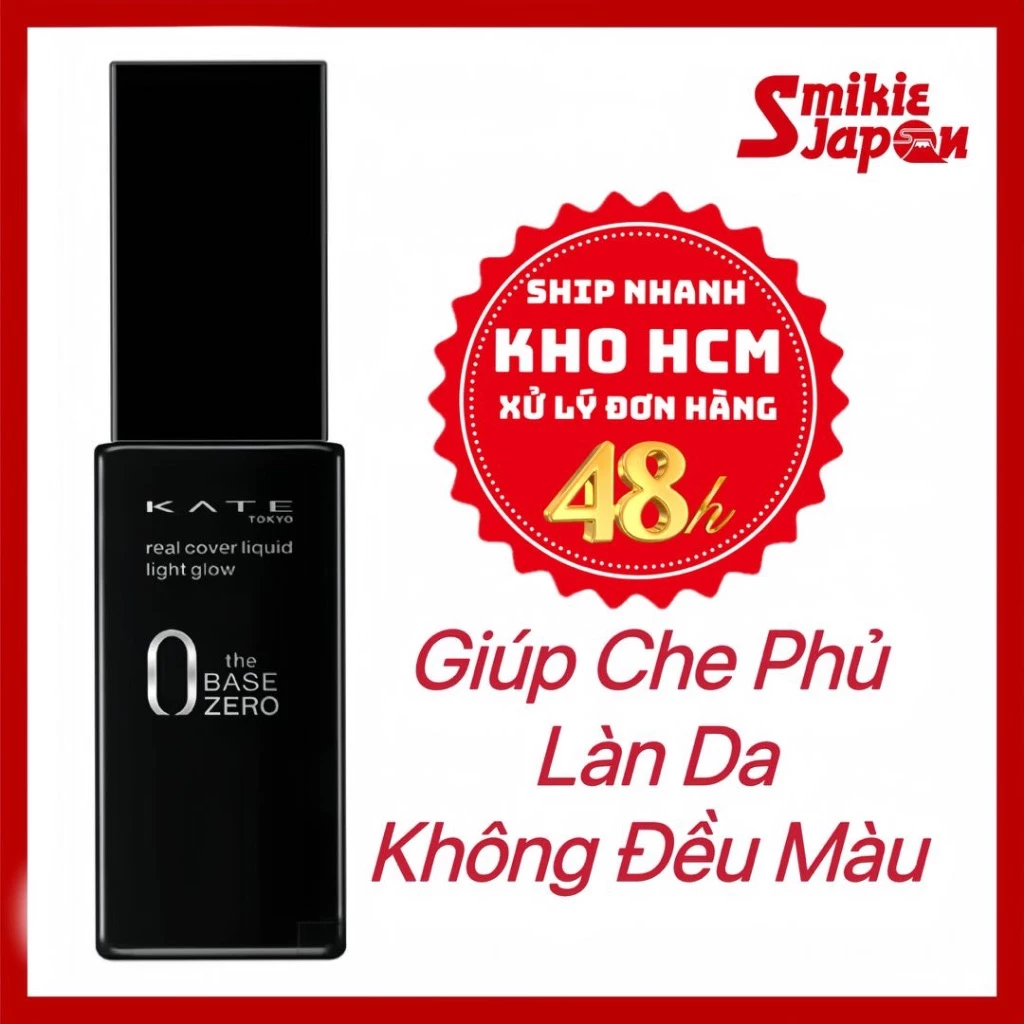 Smikie
Japan
SHIP NHANH
KHO HCM
XỬ LÝ ĐƠN HÀNG
48h
KATE
TOKYO
real cover liquid
light glow
0 the
BASE
ZERO
Giúp Che Phủ
Làn Da
Không Đều Màu